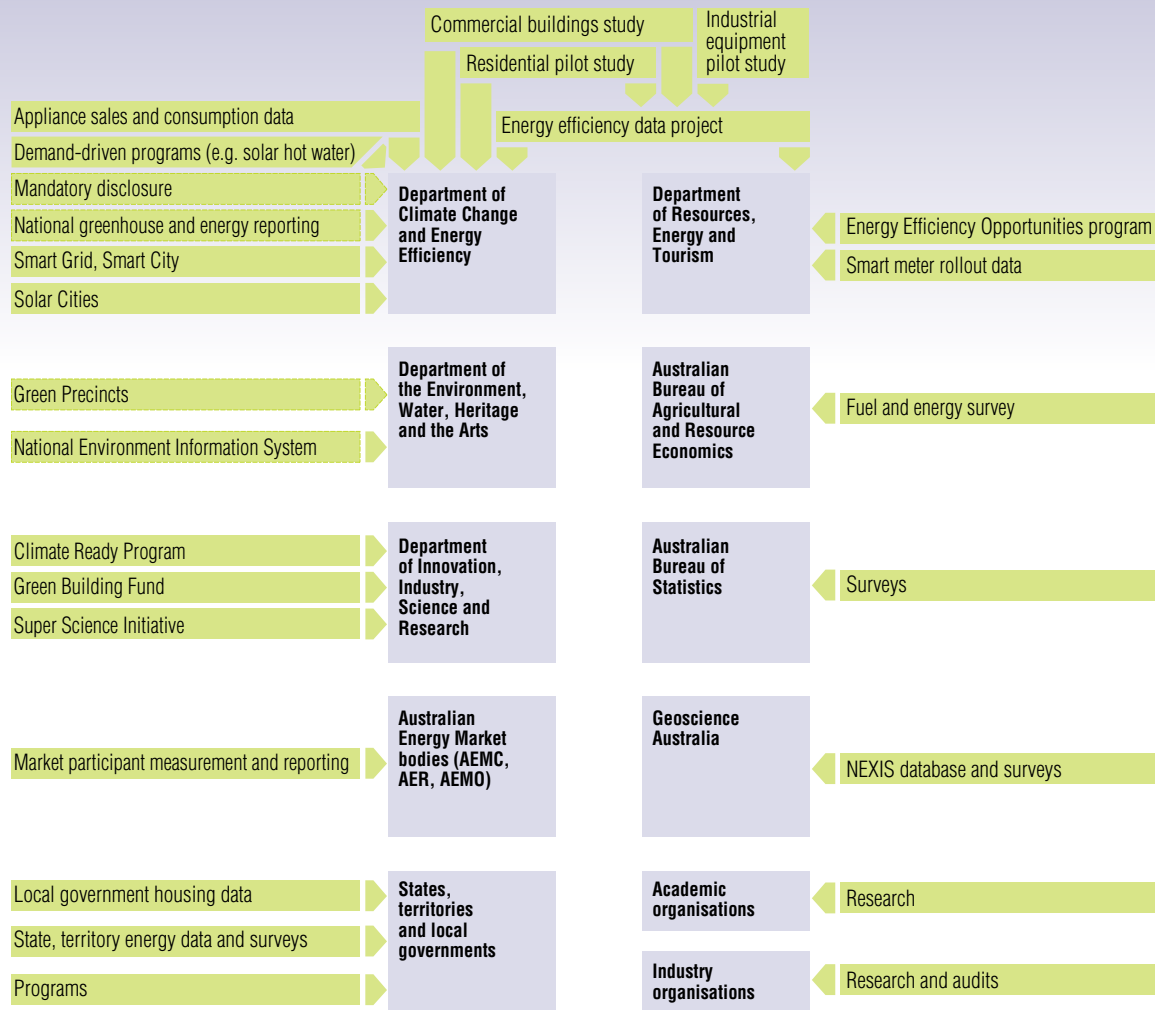 Commercial buildings study
Industrial
equipment
pilot study
Residential pilot study
Appliance sales and consumption data
Energy efficiency data project
Demand-driven programs (e.g. solar hot water)
Mandatory disclosure
National greenhouse and energy reporting
Smart Grid, Smart City
Solar Cities
Department of
Climate Change
and Energy
Efficiency
Department
of Resources,
Energy and
Tourism
Energy Efficiency Opportunities program
Smart meter rollout data
Green Precincts
National Environment Information System
Department of
the Environment,
Water, Heritage
and the Arts
Australian
Bureau of
Agricultural
and Resource
Economics
Fuel and energy survey
Climate Ready Program
Green Building Fund
Super Science Initiative
Department
of Innovation,
Industry,
Science and
Research
Australian
Bureau of
Statistics
Surveys
Market participant measurement and reporting
Australian
Energy Market
bodies (AEMC,
AER, AEMO)
Geoscience
Australia
NEXIS database and surveys
Local government housing data
State, territory energy data and surveys
Programs
States,
territories
and local
governments
Academic
organisations
Research
Industry
organisations
Research and audits